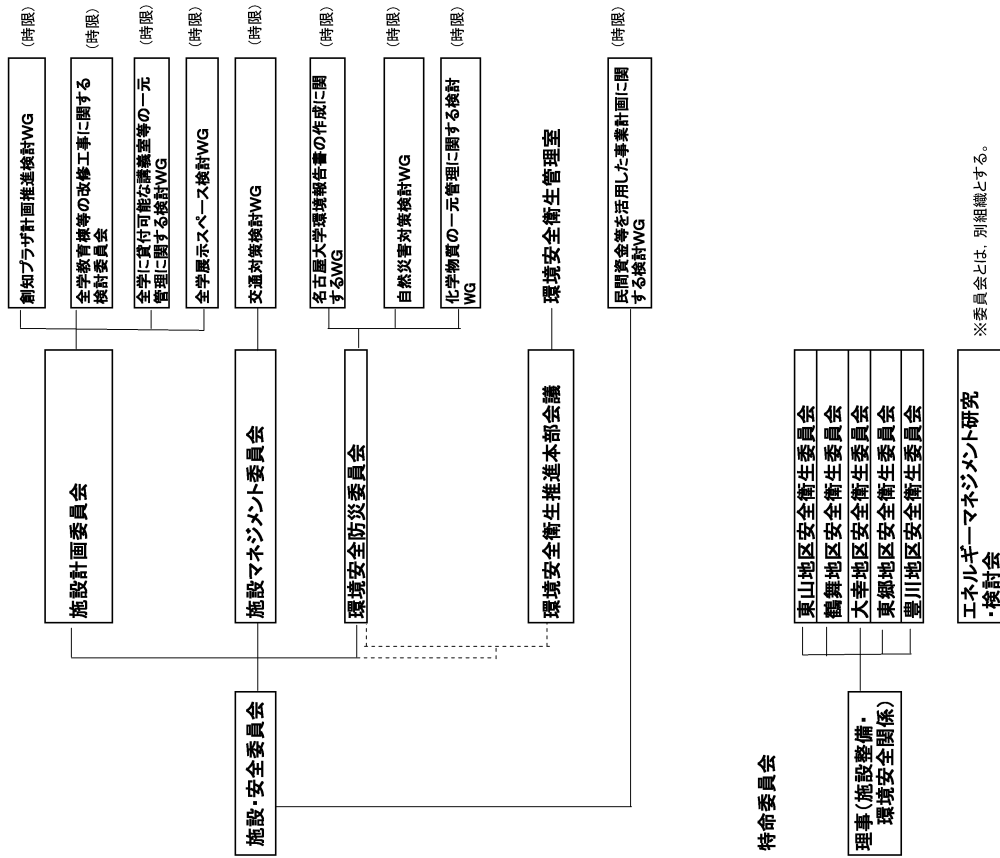 施設・安全委員会
施設計画委員会
創知プラザ計画推進検討WG
(時限)
全学教育棟等の改修工事に関する
検討委員会
(時限)
全学に貸付可能な講義室等の一元
管理に関する検討WG
(時限)
全学展示スペース検討WG
(時限)
施設マネジメント委員会
交通対策検討WG
(時限)
環境安全防災委員会
名古屋大学環境報告書の作成に関
するWG
(時限)
自然災害対策検討WG
(時限)
化学物質の一元管理に関する検討
WG
(時限)
環境安全衛生推進本部会議
環境安全衛生管理室
民間資金等を活用した事業計画に関
する検討WG
(時限)
特命委員会
理事(施設整備・
環境安全関係)
東山地区安全衛生委員会
鶴舞地区安全衛生委員会
大幸地区安全衛生委員会
東郷地区安全衛生委員会
豊川地区安全衛生委員会
エネルギーマネジメント研究
・検討会
※委員会とは, 別組織とする。